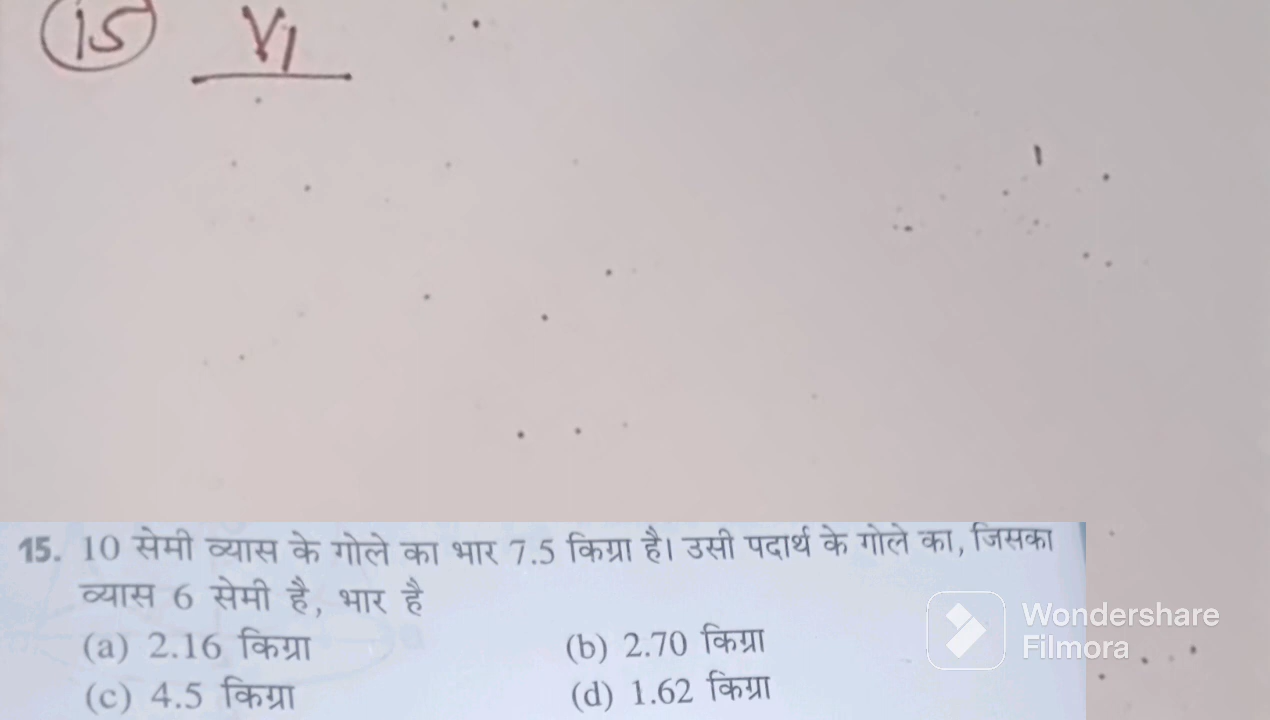 15 V1
15. 10 सेमी व्यास के गोले का भार 7.5 किग्रा है। उसी पदार्थ के गोले का, जिसका
व्यास 6 सेमी है, भार है
(a) 2.16 किग्रा (b) 2.70 किग्रा
(c) 4.5 किग्रा (d) 1.62 किग्रा
Wondershare
Filmora